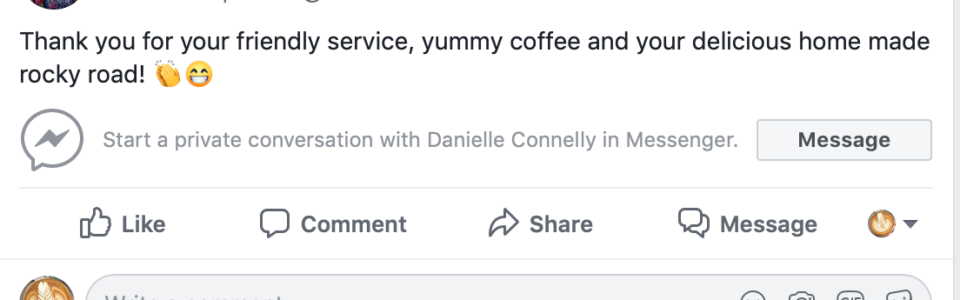 Thank you for your friendly service, yummy coffee and your delicious home made
rocky road! 👏😁
Start a private conversation with Danielle Connelly in Messenger.
Message
Like
Comment
Share
Message
GIF